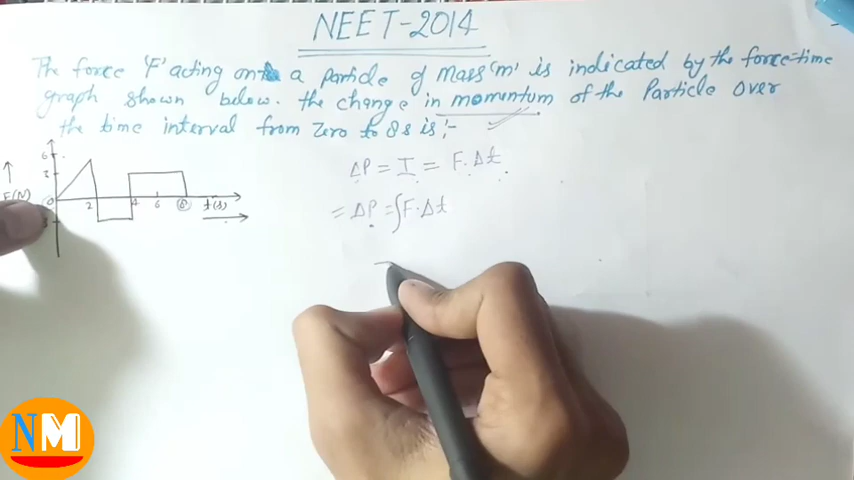 NEET-2014
The force 'F' acting on a particle of mass 'm' is indicated by the force-time
graph shown below. the change in momentum of the Particle over
the time interval from Zero to 8s is :-
6
3
F(N)
0
2 4 6 8 t(s)
ΔP = I = F.Δt
= ΔP = ∫F.Δt
NM